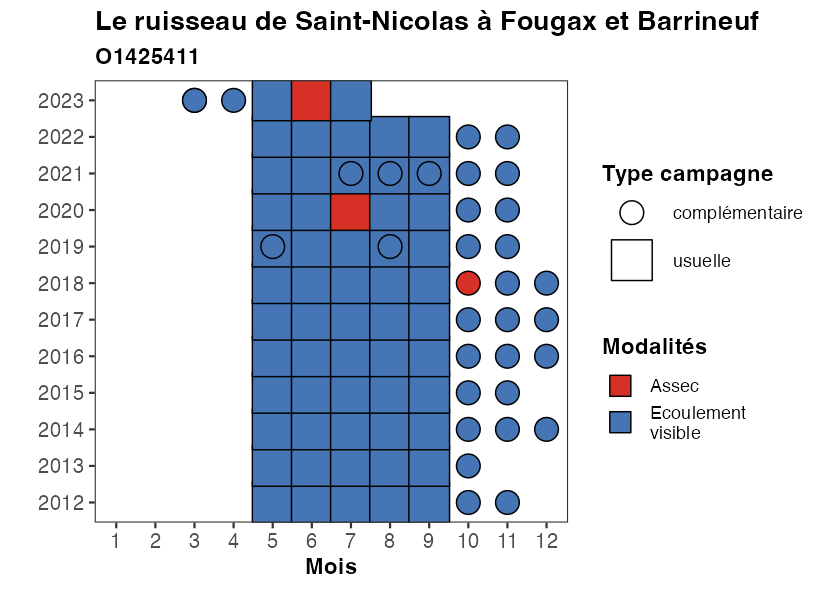 Le ruisseau de Saint-Nicolas à Fougax et Barrineuf
O1425411
2023
2022
2021
2020
2019
2018
2017
2016
2015
2014
2013
2012
1 2 3 4 5 6 7 8 9 10 11 12
Mois
Type campagne
complémentaire
usuelle
Modalités
Assec
Ecoulement
visible